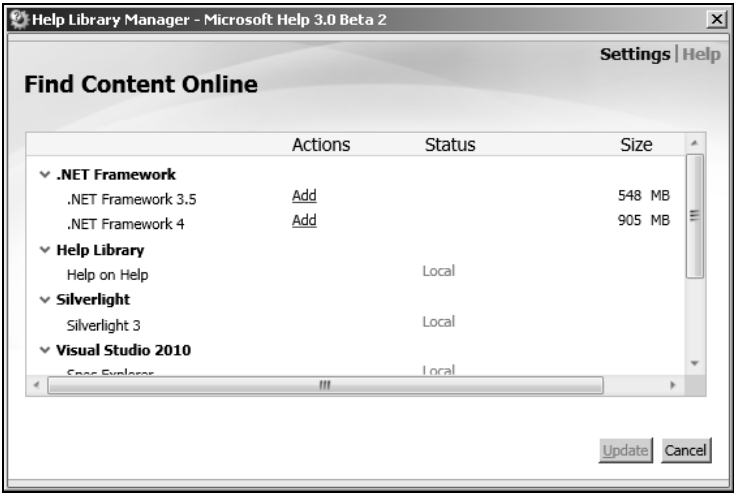 Help Library Manager - Microsoft Help 3.0 Beta 2
Settings | Help
Find Content Online
Actions Status Size
.NET Framework
.NET Framework 3.5 Add 548 MB
.NET Framework 4 Add 905 MB
Help Library
Help on Help Local
Silverlight
Silverlight 3 Local
Visual Studio 2010
Spec Explorer Local
Update Cancel